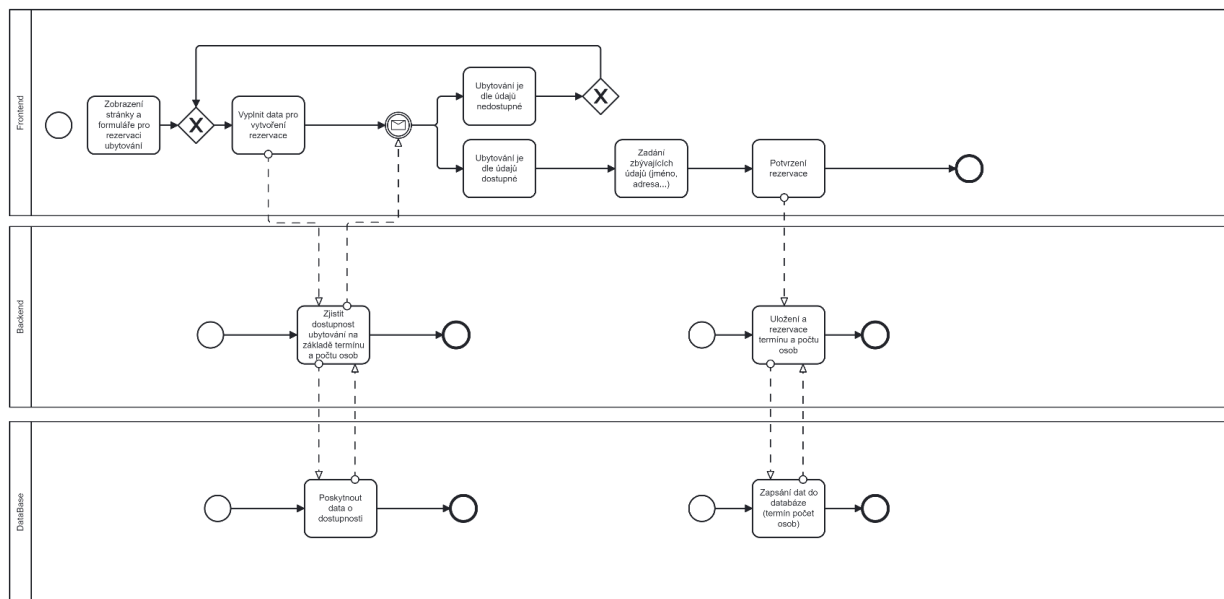 Frontend
Zobrazení
stránky a
formuláře pro
rezervaci
ubytování
X
Vyplnit data pro
vytvoření
rezervace
Ubytování je
dle údajů
nedostupné
X
Ubytování je
dle údajů
dostupné
Zadání
zbývajících
údajů (jméno,
adresa...)
Potvrzení
rezervace
Backend
Zjistit
dostupnost
ubytování na
základě termínu
a počtu osob
Uložení a
rezervace
termínu a počtu
osob
DataBase
Poskytnout
data o
dostupnosti
Zapsání dat do
databáze
(termín počet
osob)